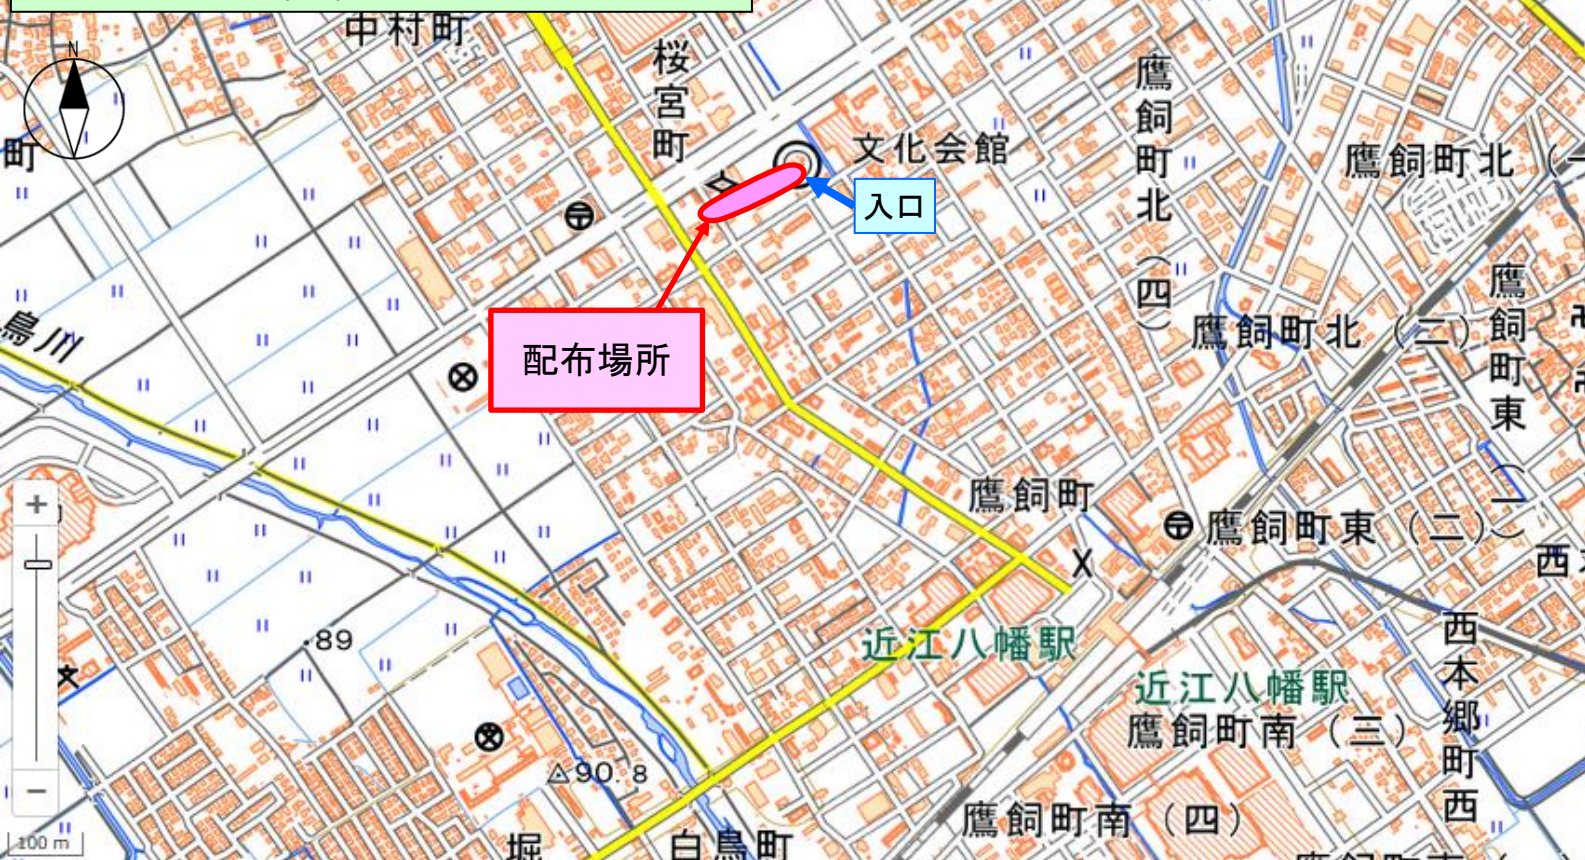 中村町
N
桜宮町
町
文化会館
入口
鷹飼町北（四）
鷹飼町北（一
配布場所
鳥川
鷹飼町北（二）
鷹飼町東（一）
鷹飼町
鷹飼町東（二）
西本
+
89
近江八幡駅
近江八幡駅
鷹飼町南（三）
西本郷町西
90.8
−
100 m
堀
白鳥町
鷹飼町南（四）